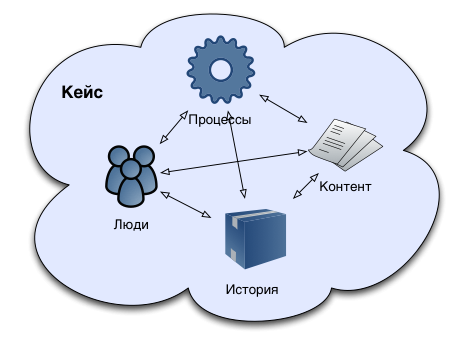 Кейс
Процессы
Контент
Люди
История